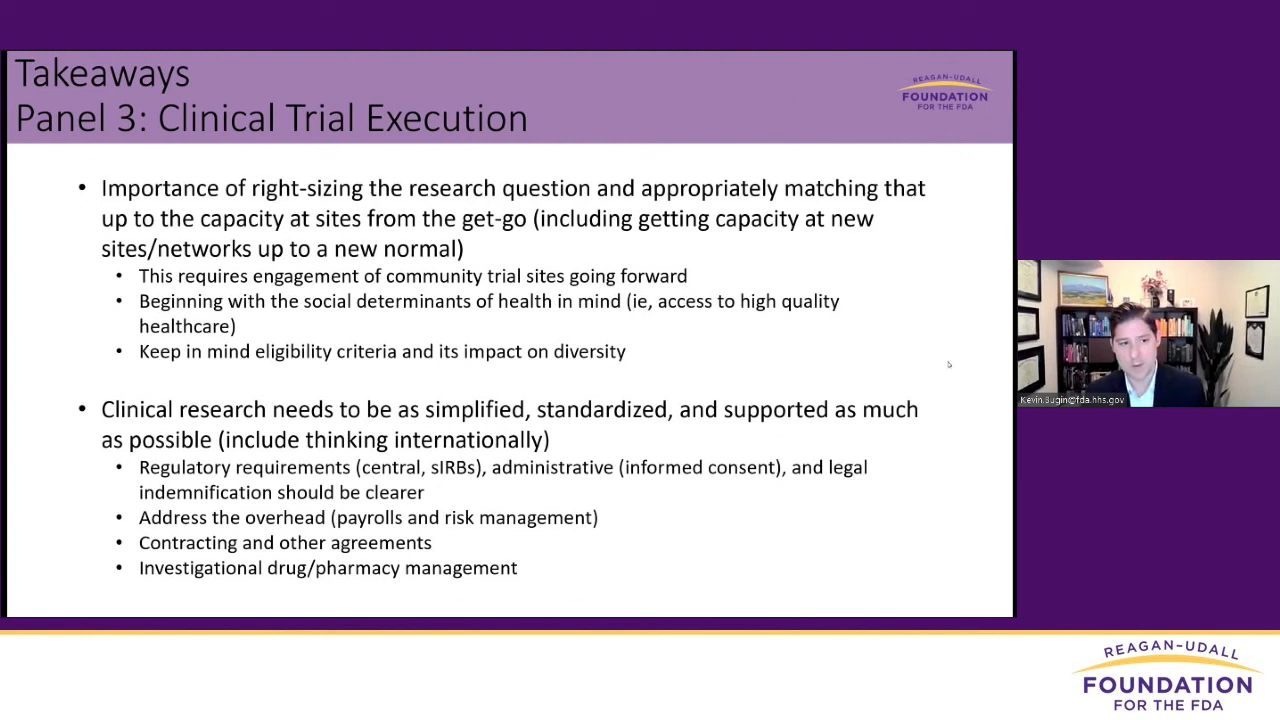 Takeaways
Panel 3: Clinical Trial Execution
REAGAN-UDALL
FOUNDATION
FOR THE FDA
• Importance of right-sizing the research question and appropriately matching that
up to the capacity at sites from the get-go (including getting capacity at new
sites/networks up to a new normal)
• This requires engagement of community trial sites going forward
• Beginning with the social determinants of health in mind (ie, access to high quality
healthcare)
• Keep in mind eligibility criteria and its impact on diversity
• Clinical research needs to be as simplified, standardized, and supported as much
as possible (include thinking internationally)
• Regulatory requirements (central, sIRBs), administrative (informed consent), and legal
indemnification should be clearer
• Address the overhead (payrolls and risk management)
• Contracting and other agreements
• Investigational drug/pharmacy management
Kevin.Bugin@fda.hhs.gov
REAGAN-UDALL
FOUNDATION
FOR THE FDA